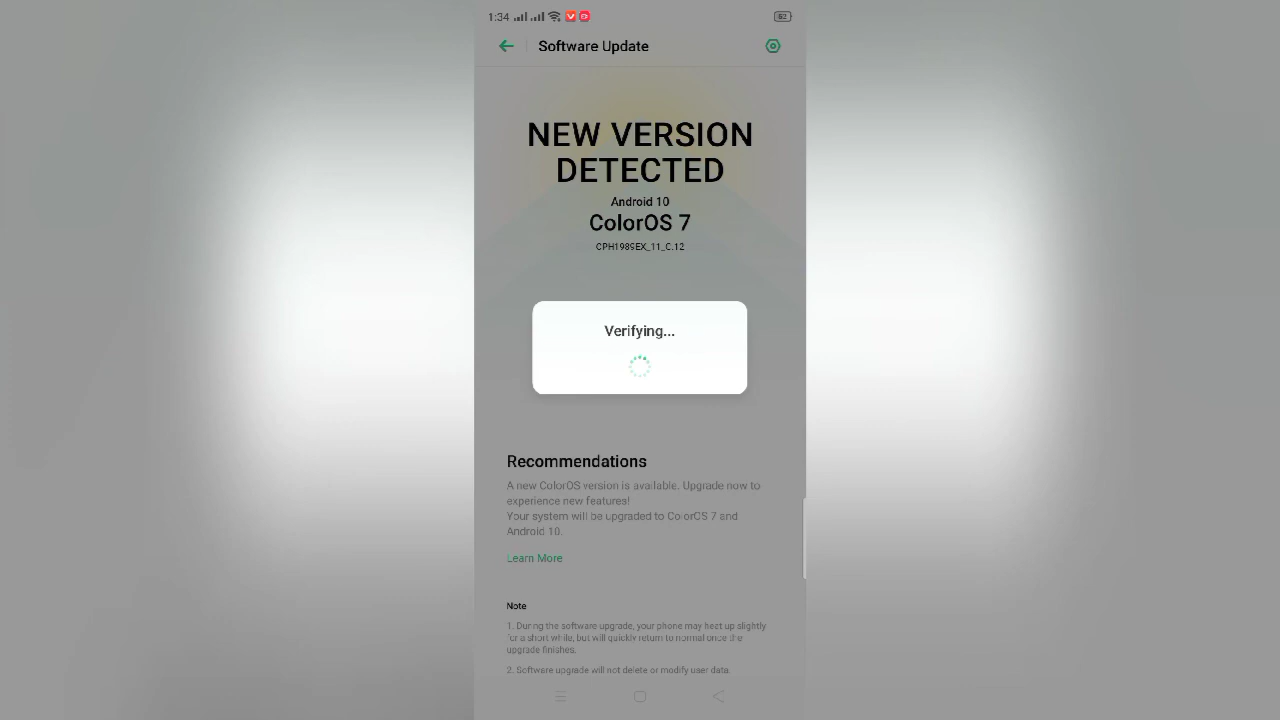 1:34
52
Software Update
NEW VERSION
DETECTED
Android 10
ColorOS 7
CPH1989EX_11_C.12
Verifying...
Recommendations
A new ColorOS version is available. Upgrade now to
experience new features!
Your system will be upgraded to ColorOS 7 and
Android 10.
Learn More
Note
1. During the software upgrade, your phone may heat up slightly
for a short while, but will quickly return to normal once the
upgrade finishes.
2. Software upgrade will not delete or modify user data.